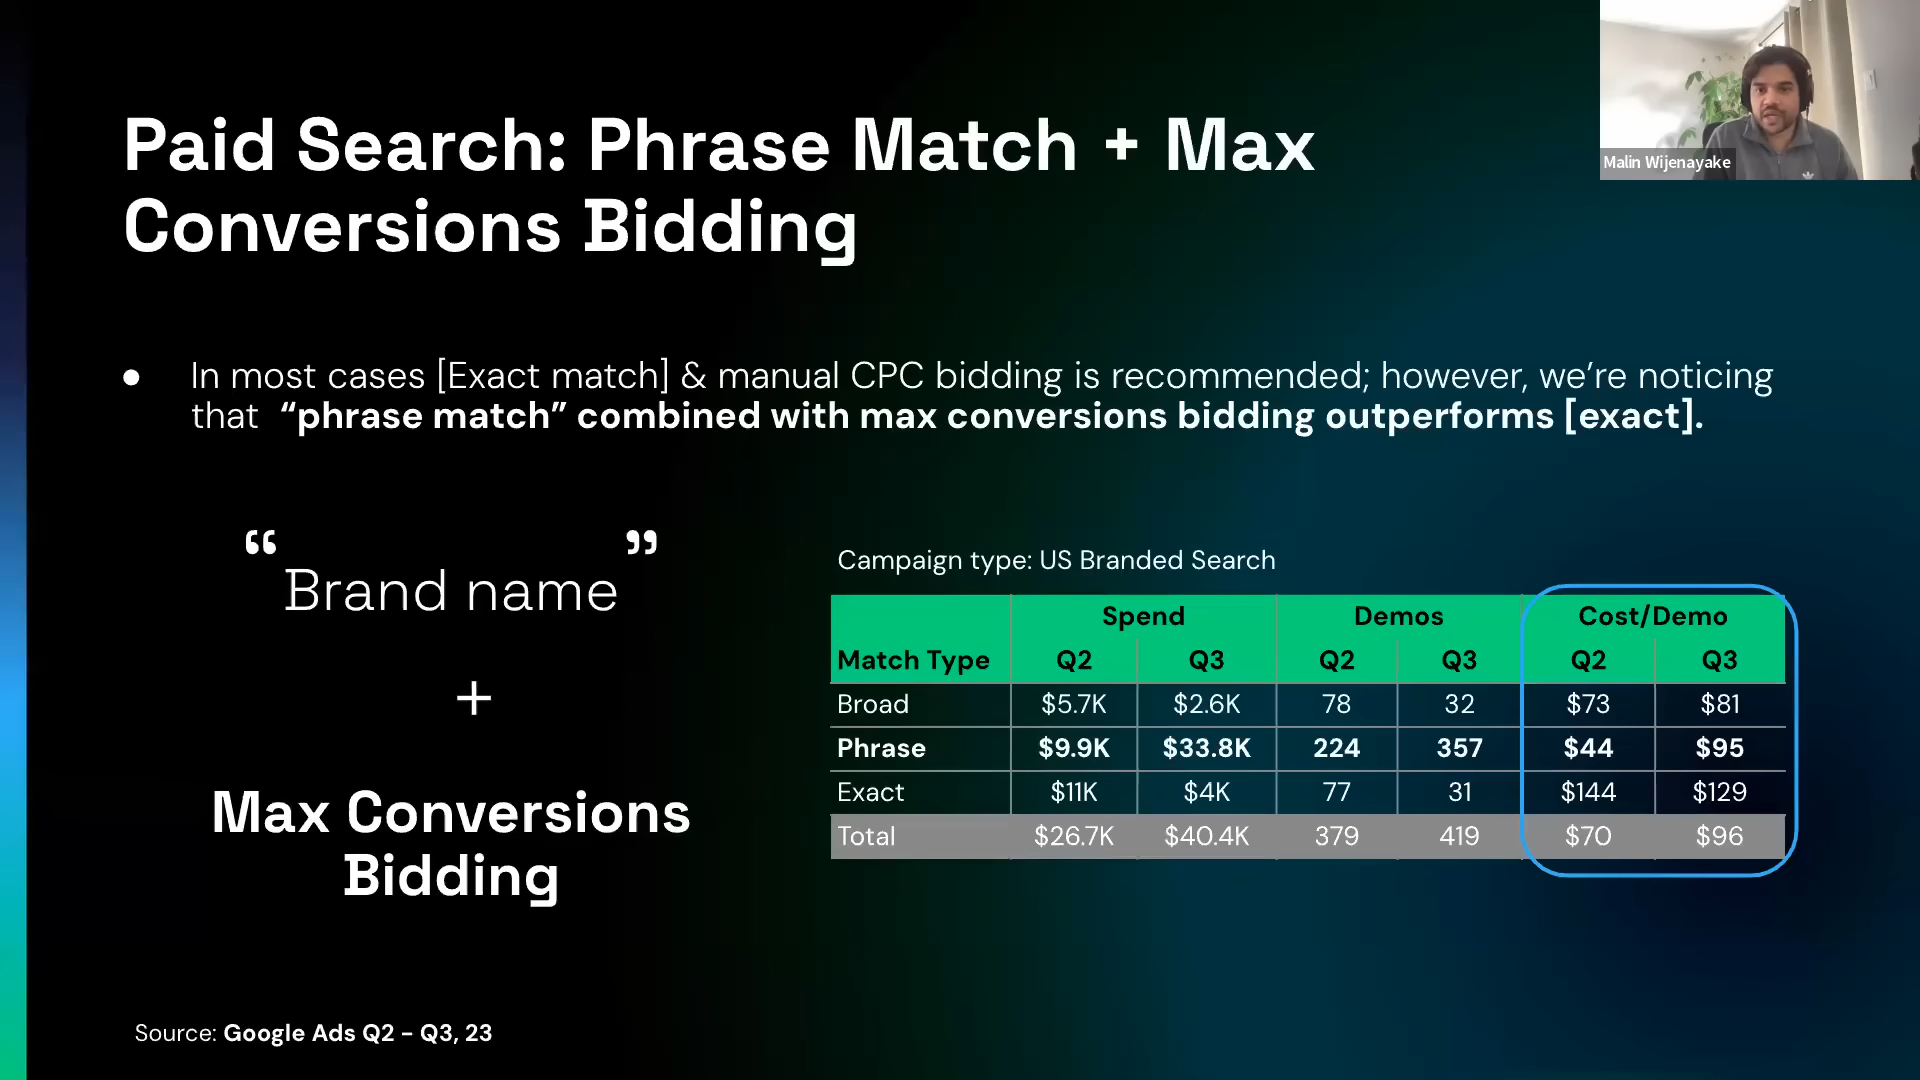 Paid Search: Phrase Match + Max
Conversions Bidding
Malin Wijenayake
● In most cases [Exact match] & manual CPC bidding is recommended; however, we’re noticing
that “phrase match” combined with max conversions bidding outperforms [exact].
“Brand name”
+
Max Conversions
Bidding
Campaign type: US Branded Search
Spend Demos Cost/Demo
Match Type Q2 Q3 Q2 Q3 Q2 Q3
Broad $5.7K $2.6K 78 32 $73 $81
Phrase $9.9K $33.8K 224 357 $44 $95
Exact $11K $4K 77 31 $144 $129
Total $26.7K $40.4K 379 419 $70 $96
Source: Google Ads Q2 - Q3, 23